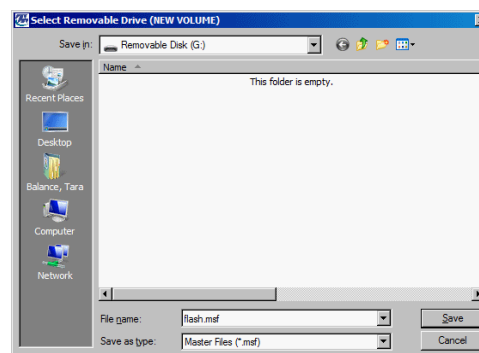 Select Removable Drive (NEW VOLUME)
Save in:
Removable Disk (G:)
Name
This folder is empty.
Recent Places
Desktop
Balance, Tara
Computer
Network
File name:
flash.msf
Save
Save as type:
Master Files (*.msf)
Cancel